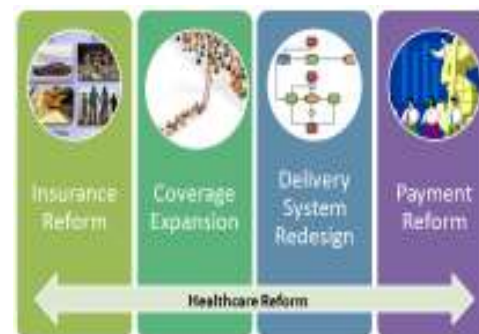 Insurance
Reform
Coverage
Expansion
Delivery
System
Redesign
Payment
Reform
Healthcare Reform